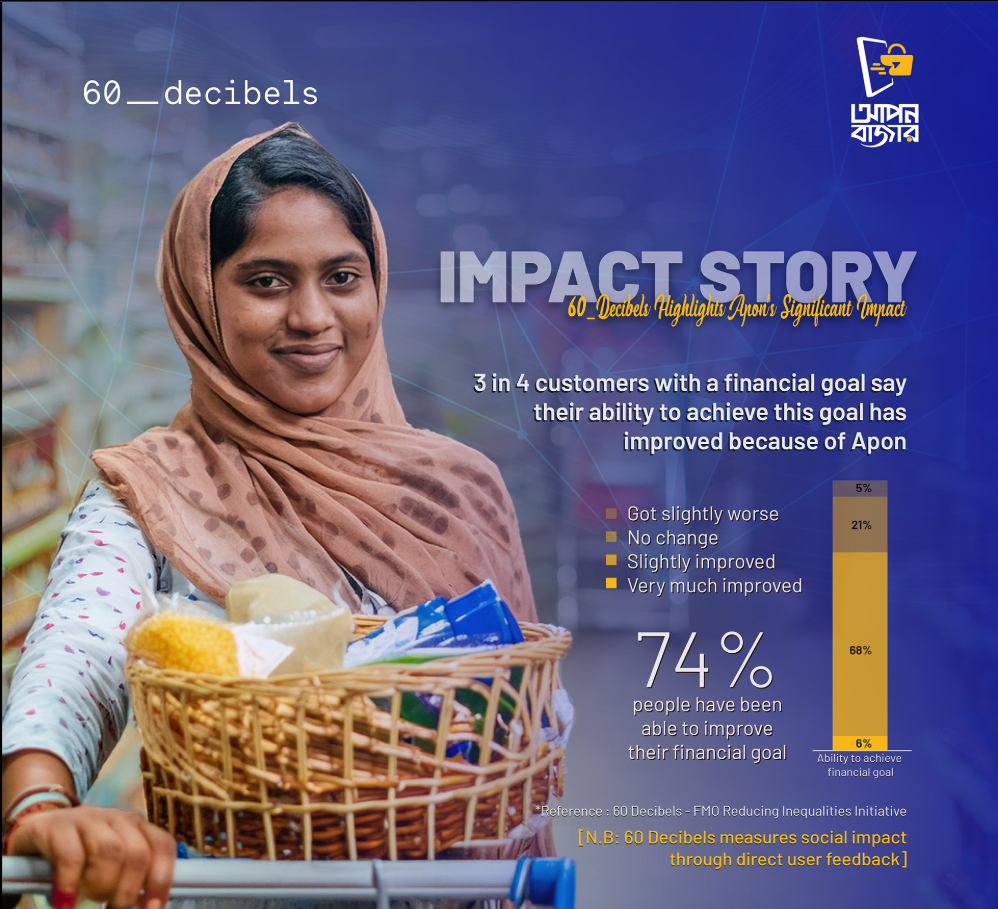 60__decibels
আপন
বাজার
IMPACT STORY
60_Decibels Highlights Apon's Significant Impact
3 in 4 customers with a financial goal say
their ability to achieve this goal has
improved because of Apon
Got slightly worse
No change
Slightly improved
Very much improved
5%
21%
68%
6%
Ability to achieve
financial goal
74%
people have been
able to improve
their financial goal
*Reference : 60 Decibels - FMO Reducing Inequalities Initiative
[N.B: 60 Decibels measures social impact
through direct user feedback]